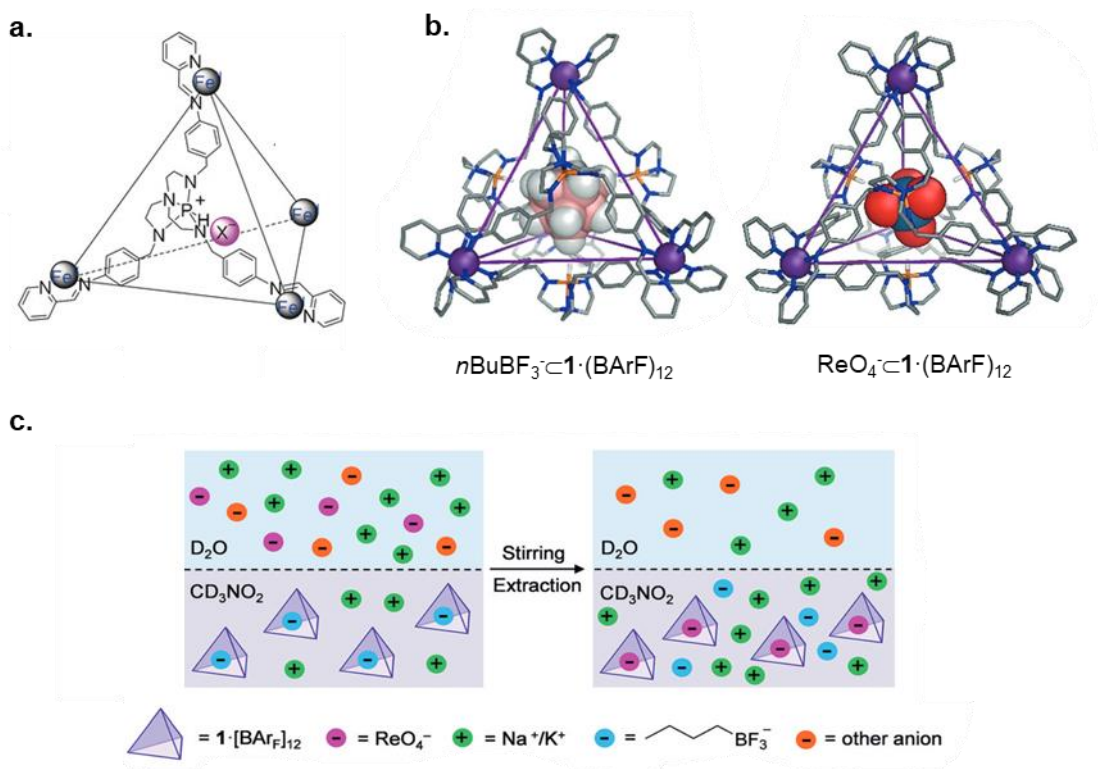 a.
b.
N
N
Fe
N
N
N
P
+
H
N
X⁻
Fe
N
Fe
N
N
Fe
N
nBuBF₃⁻⊂1·(BArF)₁₂
ReO₄⁻⊂1·(BArF)₁₂
c.
D₂O
CD₃NO₂
Stirring
Extraction
D₂O
CD₃NO₂
= 1·[BArF]₁₂
= ReO₄⁻
= Na⁺/K⁺
= BF₃⁻
= other anion